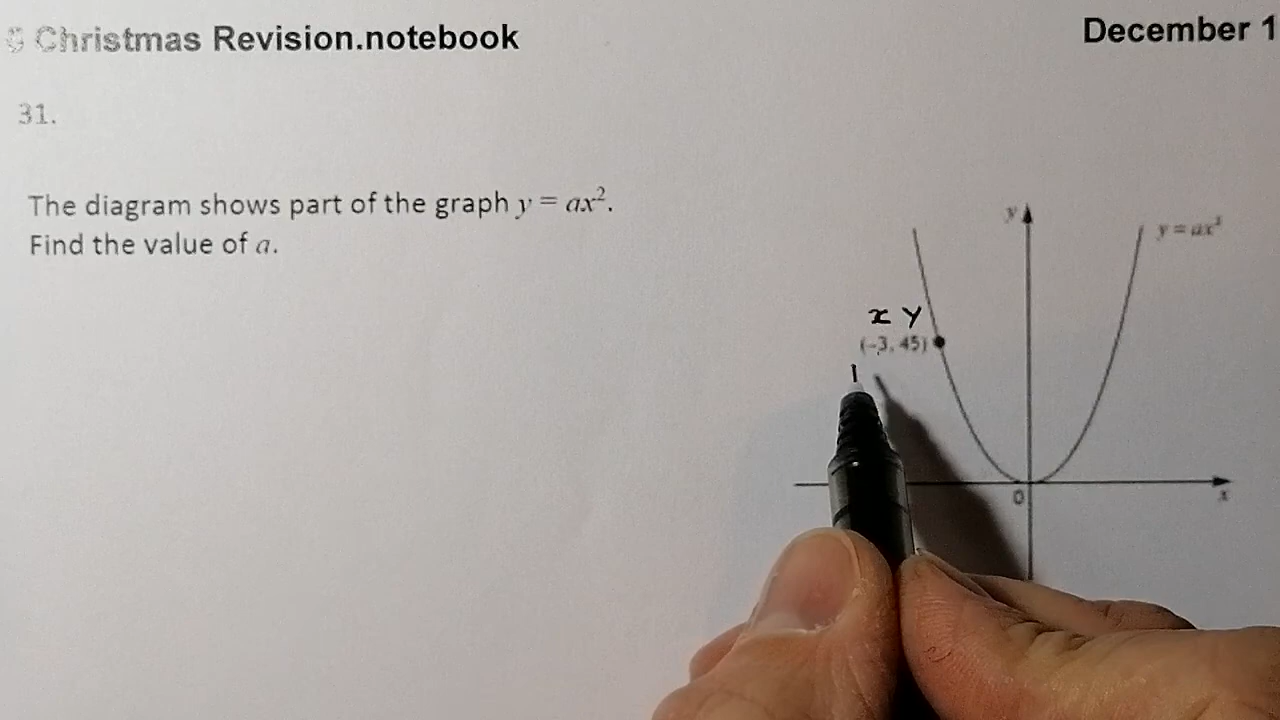 Christmas Revision.notebook
December 1
31.
The diagram shows part of the graph y = ax².
Find the value of a.
y
y = ax²
x y
(-3, 45)
0
x